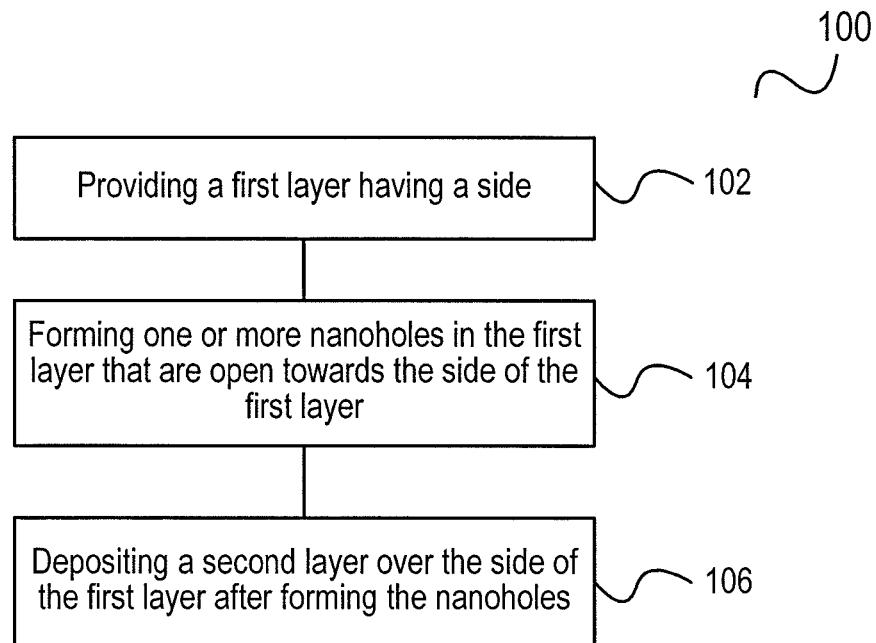 100
Providing a first layer having a side
102
Forming one or more nanoholes in the first
layer that are open towards the side of the
first layer
104
Depositing a second layer over the side of
the first layer after forming the nanoholes
106